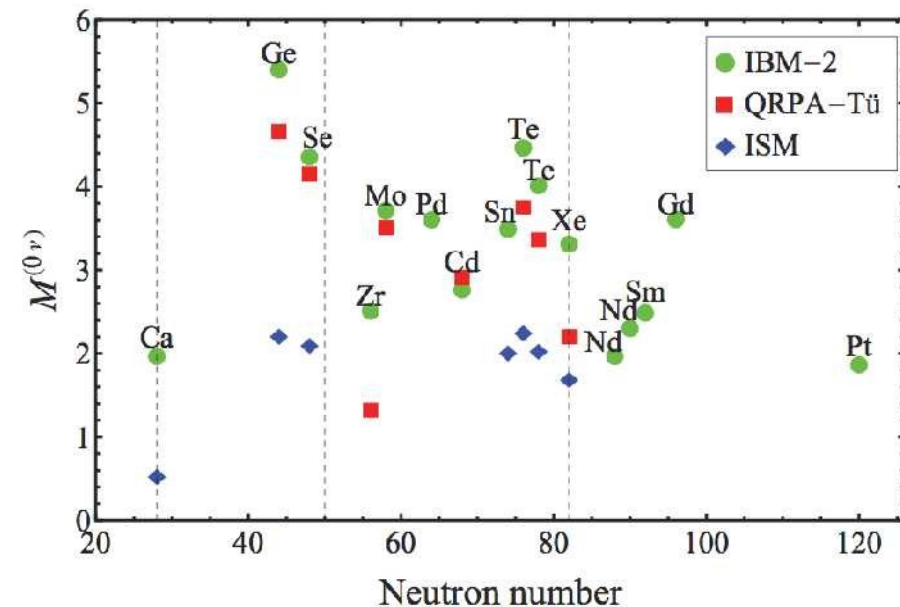 6
5
4
3
2
1
0
M^(0ν)
Ca
Ge
Se
Zr
Mo
Pd
Cd
Sn
Te
Te
Xe
Nd
Nd
Sm
Gd
Pt
IBM−2
QRPA−Tü
ISM
20
40
60
80
100
120
Neutron number